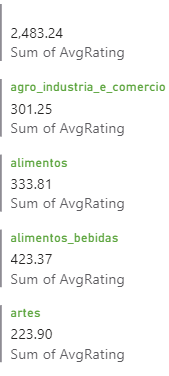 2,483.24
Sum of AvgRating
agro_industria_e_comercio
301.25
Sum of AvgRating
alimentos
333.81
Sum of AvgRating
alimentos_bebidas
423.37
Sum of AvgRating
artes
223.90
Sum of AvgRating